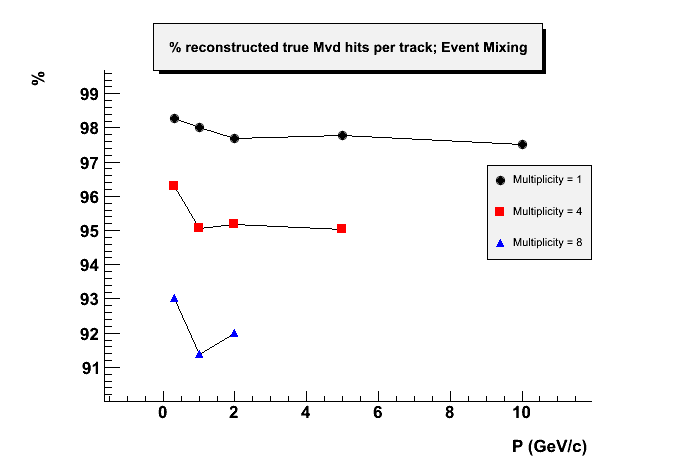 % reconstructed true Mvd hits per track; Event Mixing
%
99
98
97
96
95
94
93
92
91
Multiplicity = 1
Multiplicity = 4
Multiplicity = 8
0 2 4 6 8 10
P (GeV/c)